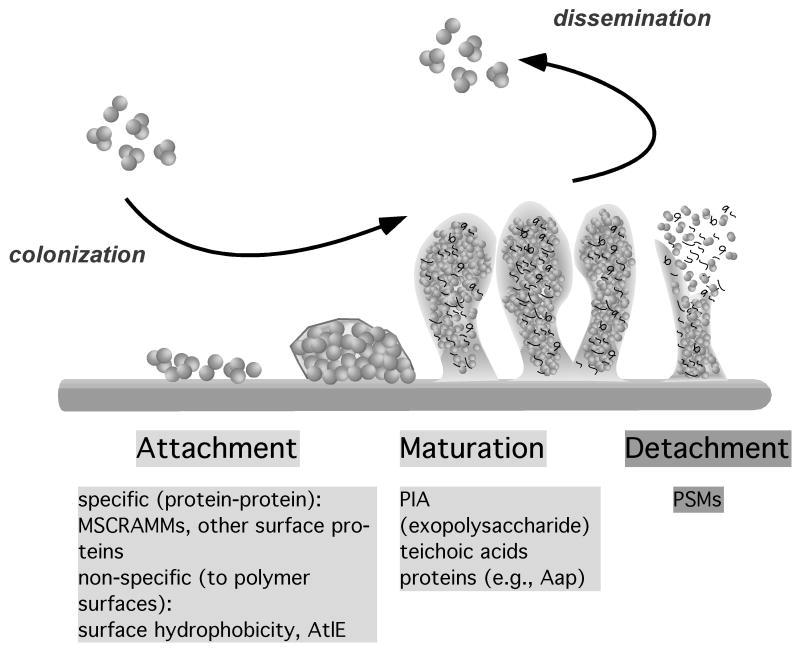 dissemination
colonization
Attachment
Maturation
Detachment
specific (protein-protein):
MSCRAMMs, other surface pro-
teins
non-specific (to polymer
surfaces):
surface hydrophobicity, AtlE
PIA
(exopolysaccharide)
teichoic acids
proteins (e.g., Aap)
PSMs